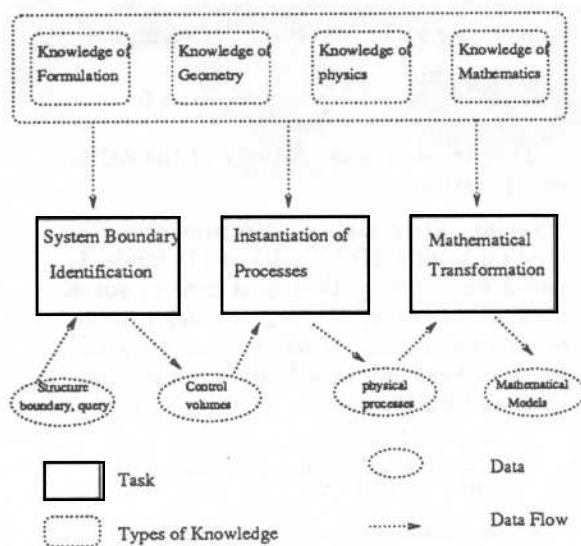 Knowledge of
Formulation
Knowledge of
Geometry
Knowledge of
physics
Knowledge of
Mathematics
System Boundary
Identification
Instantiation of
Processes
Mathematical
Transformation
Structure
boundary, query
Control
volumes
physical
processes
Mathematical
Models
Task
Data
Types of Knowledge
Data Flow